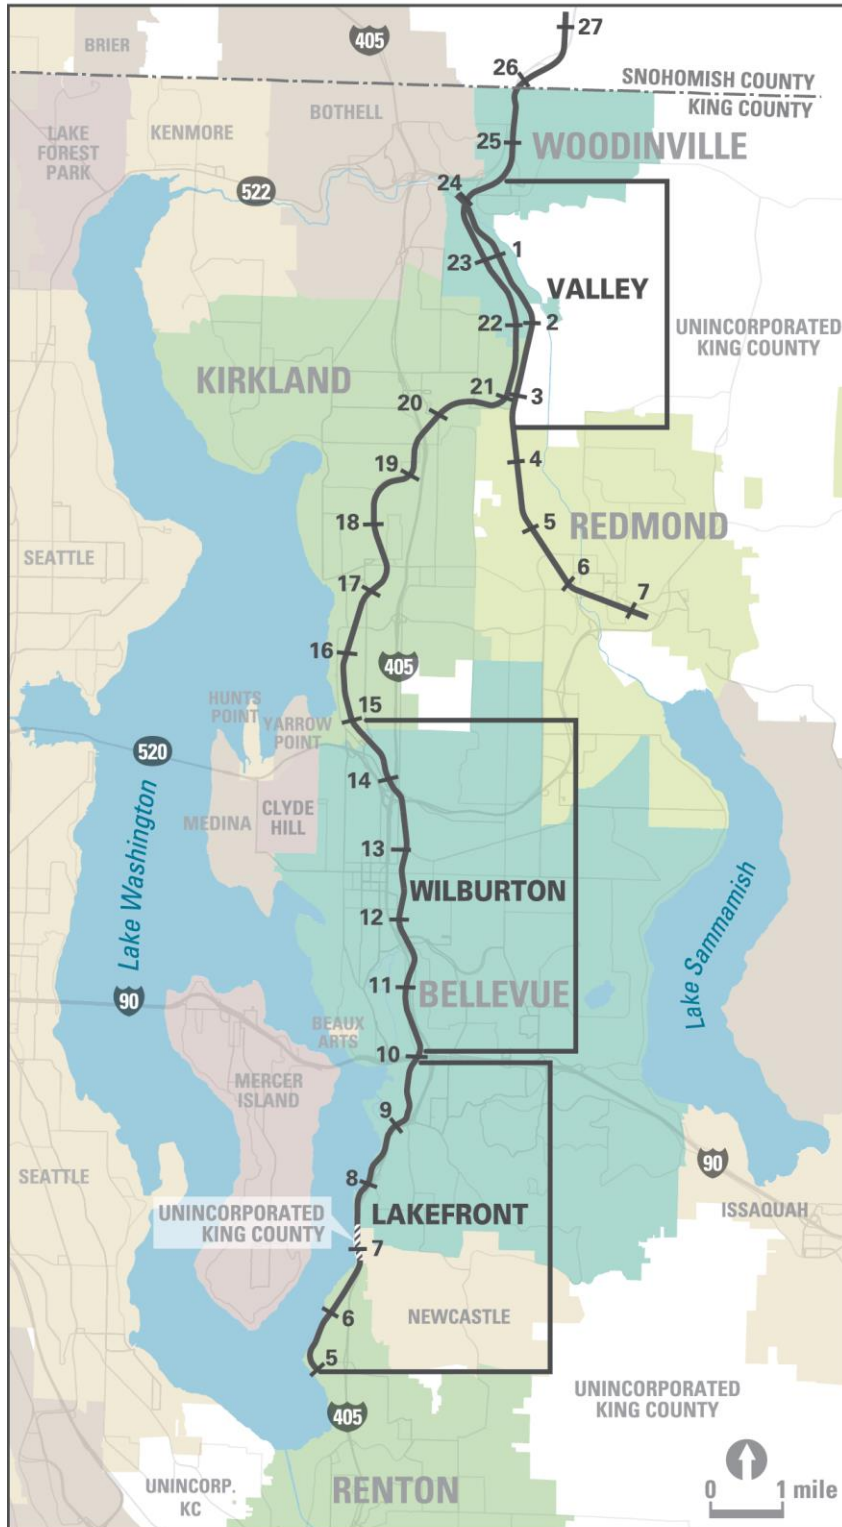 27
405
BRIER
26
SNOHOMISH COUNTY
KING COUNTY
BOTHELL
KENMORE
LAKE
FOREST
PARK
25
WOODINVILLE
24
522
1
23
VALLEY
2
22
UNINCORPORATED
KING COUNTY
KIRKLAND
21
3
20
4
19
18
5
REDMOND
SEATTLE
6
17
7
16
405
HUNTS
POINT
15
YARROW
POINT
520
14
CLYDE
HILL
MEDINA
13
Lake Washington
WILBURTON
12
Lake Sammamish
11
BELLEVUE
90
BEAUX
ARTS
10
MERCER
ISLAND
9
90
SEATTLE
8
ISSAQUAH
UNINCORPORATED
KING COUNTY
LAKEFRONT
7
6
NEWCASTLE
5
UNINCORPORATED
KING COUNTY
405
UNINCORP.
KC
RENTON
0 1 mile